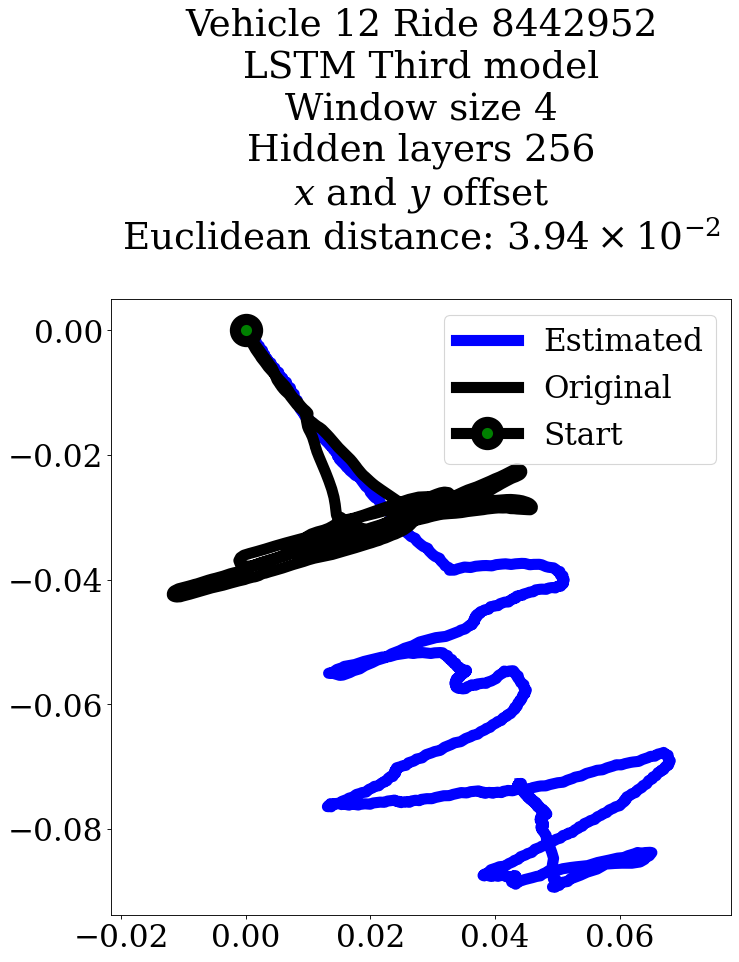 Vehicle 12 Ride 8442952
LSTM Third model
Window size 4
Hidden layers 256
x and y offset
Euclidean distance: 3.94 × 10⁻²
Estimated
Original
Start
0.00
−0.02
−0.04
−0.06
−0.08
−0.02 0.00 0.02 0.04 0.06